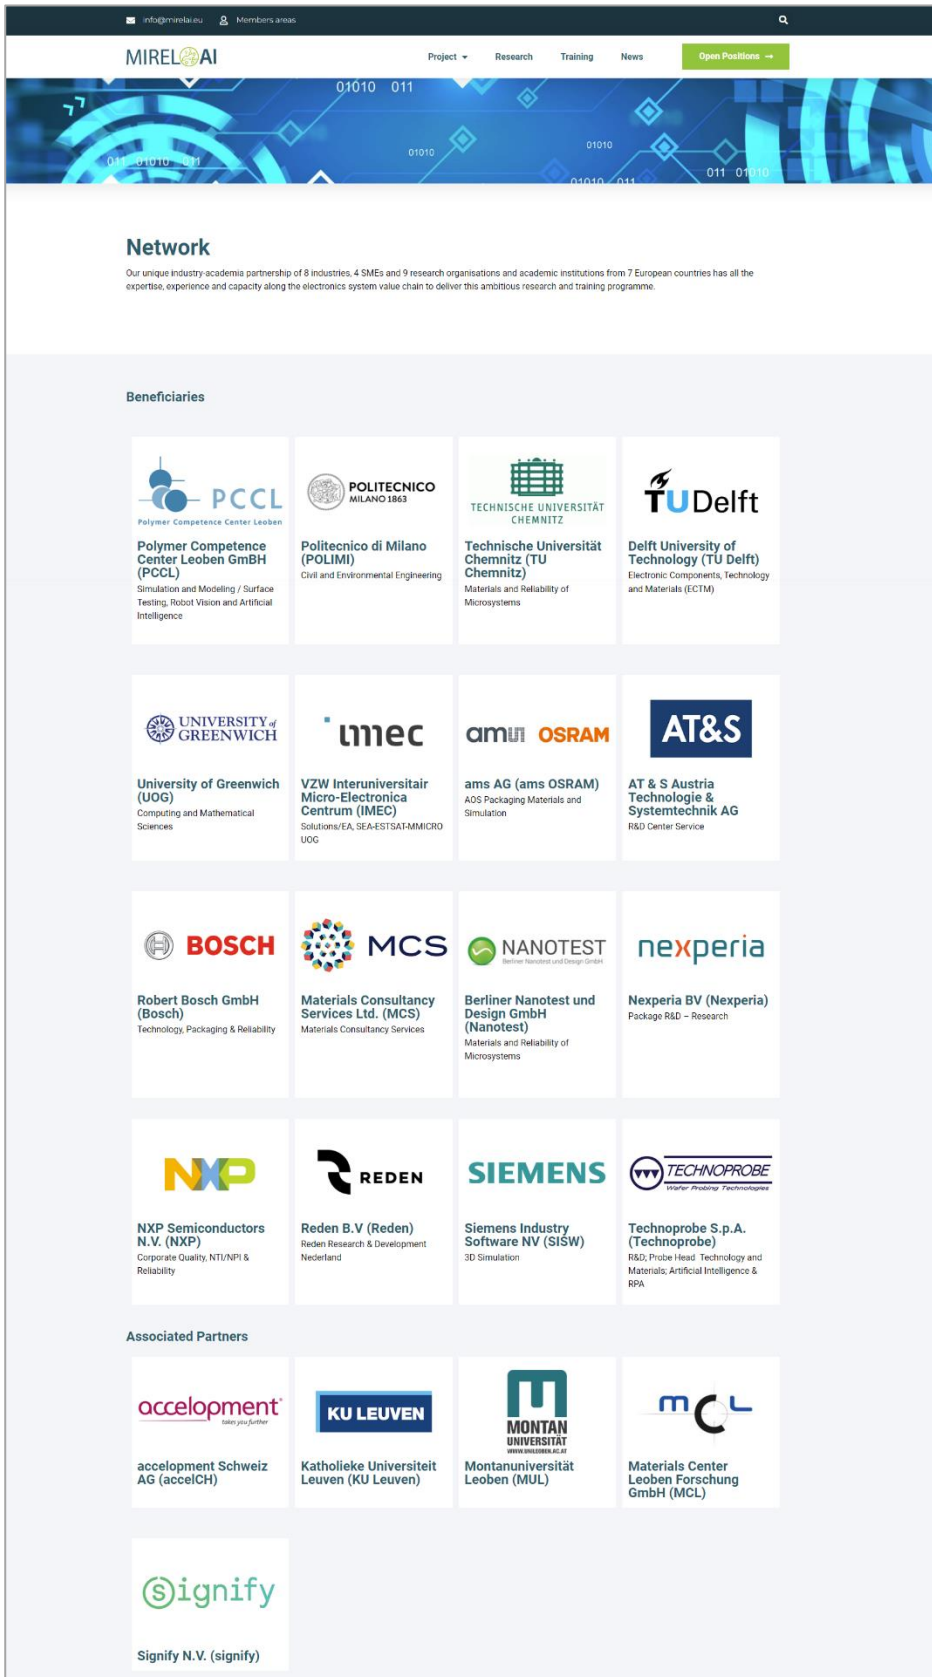 info@mirelai.eu Members areas
MIRELAI Project Research Training News Open Positions →
01010 011
01010
01010
011 01010 011
011 01010
01010 011
Network
Our unique industry-academia partnership of 8 industries, 4 SMEs and 9 research organisations and academic institutions from 7 European countries has all the
expertise, experience and capacity along the electronics system value chain to deliver this ambitious research and training programme.
Beneficiaries
PCCL
Polymer Competence Center Leoben
Polymer Competence
Center Leoben GmBH
(PCCL)
Simulation and Modeling / Surface
Testing, Robot Vision and Artificial
Intelligence
POLITECNICO
MILANO 1863
Politecnico di Milano
(POLIMI)
Civil and Environmental Engineering
TECHNISCHE UNIVERSITÄT
CHEMNITZ
Technische Universität
Chemnitz (TU
Chemnitz)
Materials and Reliability of
Microsystems
TUDelft
Delft University of
Technology (TU Delft)
Electronic Components, Technology
and Materials (ECTM)
UNIVERSITY of
GREENWICH
University of Greenwich
(UOG)
Computing and Mathematical
Sciences
imec
VZW Interuniversitair
Micro-Electronica
Centrum (IMEC)
Solutions/EA, SEA-ESTSAT-MMICRO
UOG
amu OSRAM
ams AG (ams OSRAM)
AOS Packaging Materials and
Simulation
AT&S
AT & S Austria
Technologie &
Systemtechnik AG
R&D Center Service
BOSCH
Robert Bosch GmbH
(Bosch)
Technology, Packaging & Reliability
MCS
Materials Consultancy
Services Ltd. (MCS)
Materials Consultancy Services
NANOTEST
Berliner Nanotest und Design GmbH
Berliner Nanotest und
Design GmbH
(Nanotest)
Materials and Reliability of
Microsystems
nexperia
Nexperia BV (Nexperia)
Package R&D – Research
NXP
NXP Semiconductors
N.V. (NXP)
Corporate Quality, NTI/NPI &
Reliability
REDEN
Reden B.V (Reden)
Reden Research & Development
Nederland
SIEMENS
Siemens Industry
Software NV (SISW)
3D Simulation
TECHNOPROBE
Wafer Probing Technologies
Technoprobe S.p.A.
(Technoprobe)
R&D; Probe Head Technology and
Materials; Artificial Intelligence &
RPA
Associated Partners
accelopment®
takes you further
accelopment Schweiz
AG (accelCH)
KU LEUVEN
Katholieke Universiteit
Leuven (KU Leuven)
MONTAN
UNIVERSITÄT
WWW.UNILEOBEN.AC.AT
Montanuniversität
Leoben (MUL)
mCL
Materials Center
Leoben Forschung
GmbH (MCL)
Signify
Signify N.V. (signify)